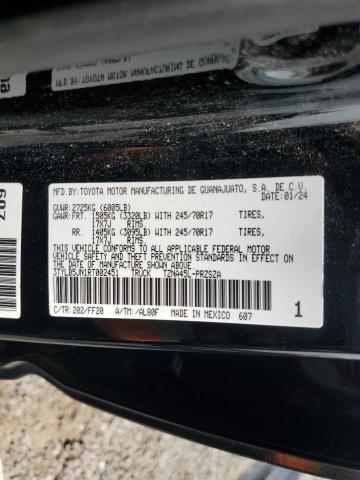 MFD.BY:TOYOTA MOTOR MANUFACTURING DE GUANAJUATO, S.A. DE C.V.
DATE: 01/24
GVWR:2725KG (6005LB)
GAWR:FRT. 1505KG (3320LB) WITH 245/70R17 TIRES,
17X7J RIMS
RR. 1405KG (3095LB) WITH 245/70R17 TIRES,
17X7J RIMS
THIS VEHICLE CONFORMS TO ALL APPLICABLE FEDERAL MOTOR
VEHICLE SAFETY AND THEFT PREVENTION STANDARDS IN EFFECT
ON THE DATE OF MANUFACTURE SHOWN ABOVE.
3TYLB5JN1RT002451 TRUCK TZNA45L-PRZSZA
C/TR:202/FF20 A/TM:-/AL80F MADE IN MEXICO 607
1
607